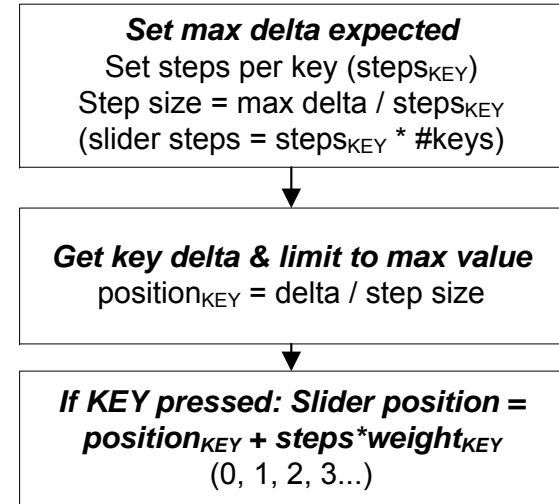 Set max delta expected
Set steps per key (stepsKEY)
Step size = max delta / stepsKEY
(slider steps = stepsKEY * #keys)
Get key delta & limit to max value
positionKEY = delta / step size
If KEY pressed: Slider position =
positionKEY + steps*weightKEY
(0, 1, 2, 3...)